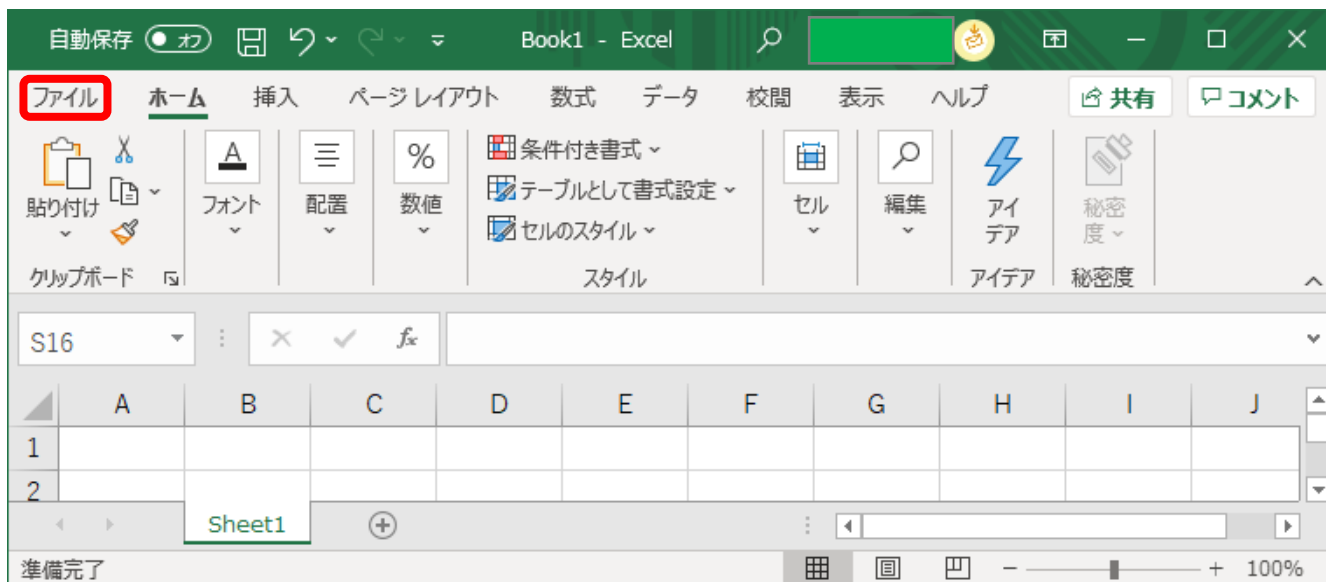 自動保存 オフ Book1 - Excel
ファイル ホーム 挿入 ページ レイアウト 数式 データ 校閲 表示 ヘルプ 共有 コメント
貼り付け
クリップボード
A
フォント
配置
%
数値
条件付き書式
テーブルとして書式設定
セルのスタイル
スタイル
セル
編集
アイ
デア
アイデア
秘密
度
秘密度
S16 fx
A B C D E F G H I J
1
2
Sheet1
準備完了 100%